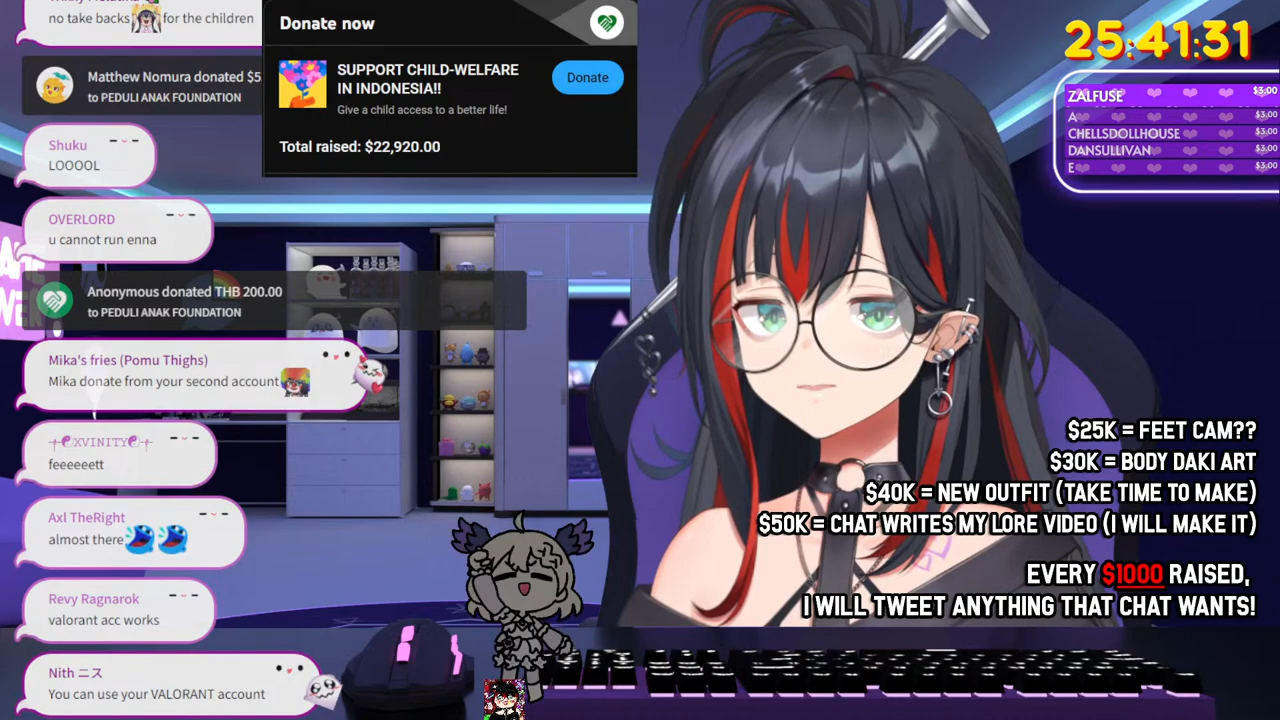 no take backs for the children
Matthew Nomura donated $5
to PEDULI ANAK FOUNDATION
Shuku
LOOOOL
OVERLORD
u cannot run enna
Anonymous donated THB 200.00
to PEDULI ANAK FOUNDATION
Mika's fries (Pomu Thighs)
Mika donate from your second account
XVINITY
feeeeeett
Axl TheRight
almost there
Revy Ragnarok
valorant acc works
Nith ニス
You can use your VALORANT account
Donate now
SUPPORT CHILD-WELFARE
IN INDONESIA!!
Give a child access to a better life!
Donate
Total raised: $22,920.00
25:41:31
ZALFUSE $3.00
A $3.00
CHELLSDOLLHOUSE $3.00
DANSULLIVAN $3.00
E $3.00
$25K = FEET CAM??
$30K = BODY DAKI ART
$40K = NEW OUTFIT (TAKE TIME TO MAKE)
$50K = CHAT WRITES MY LORE VIDEO (I WILL MAKE IT)
EVERY $1000 RAISED,
I WILL TWEET ANYTHING THAT CHAT WANTS!